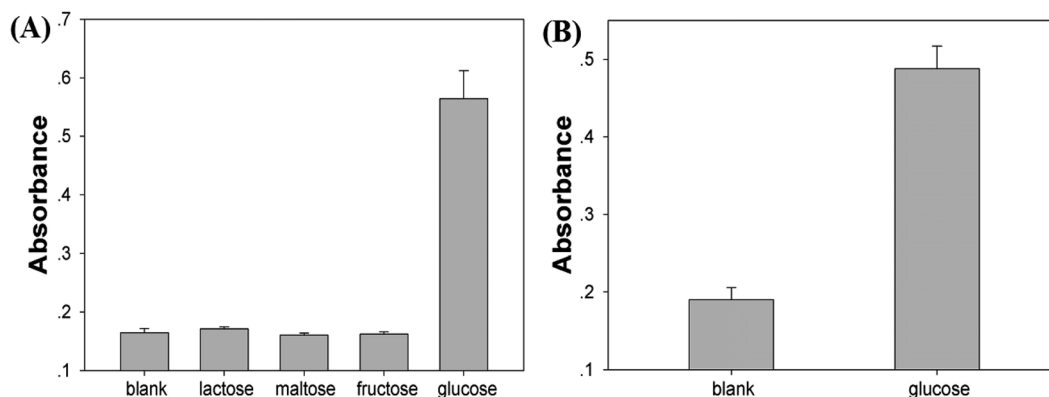 (A)
Absorbance
.7
.6
.5
.4
.3
.2
.1
blank lactose maltose fructose glucose
(B)
Absorbance
.5
.4
.3
.2
.1
blank glucose